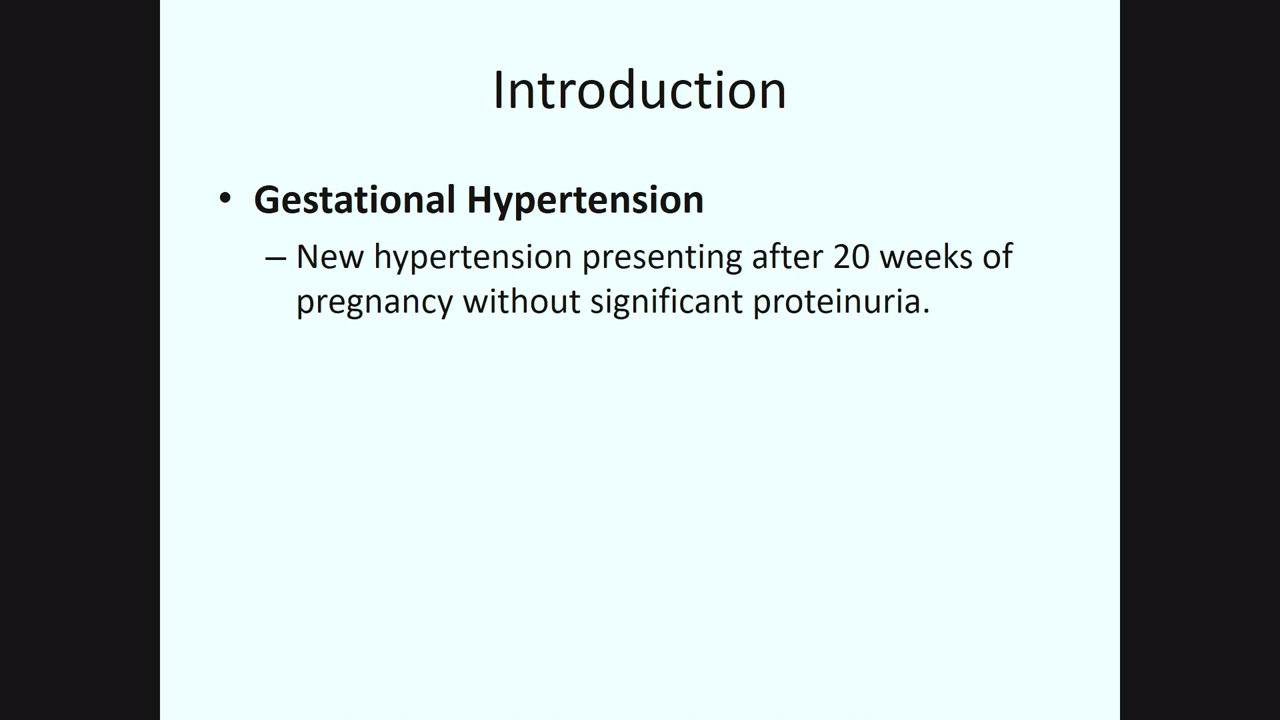 Introduction
• Gestational Hypertension
– New hypertension presenting after 20 weeks of
pregnancy without significant proteinuria.